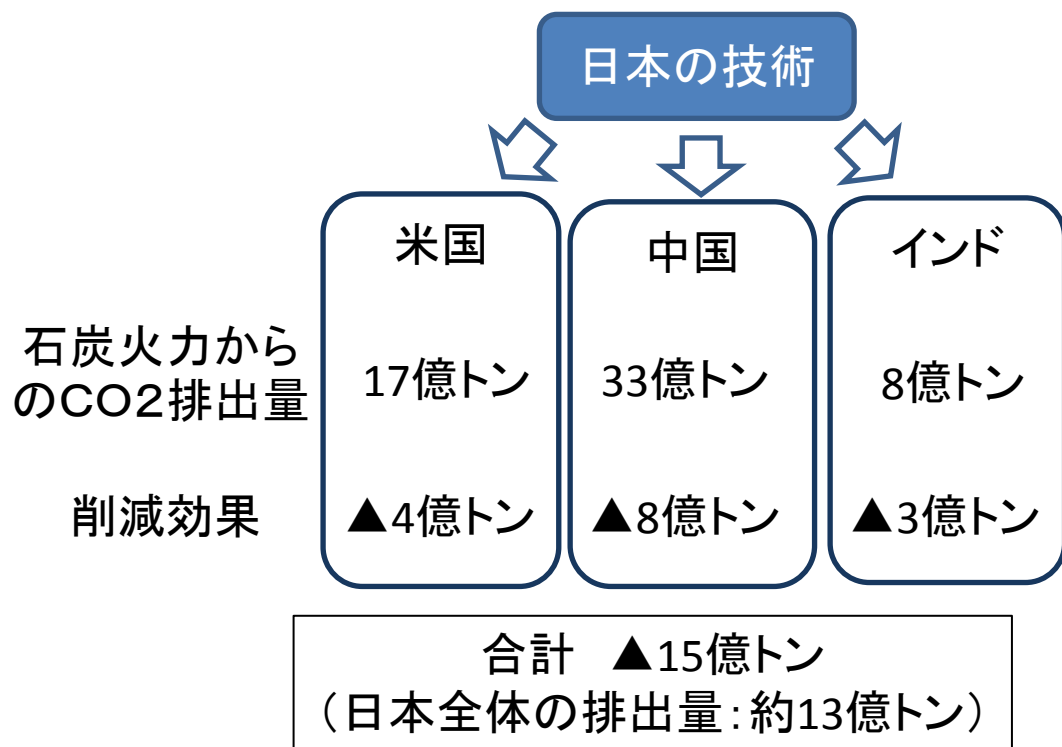 日本の技術
米国 中国 インド
石炭火力から
のCO2排出量
17億トン 33億トン 8億トン
削減効果 ▲4億トン ▲8億トン ▲3億トン
合計 ▲15億トン
（日本全体の排出量：約13億トン）